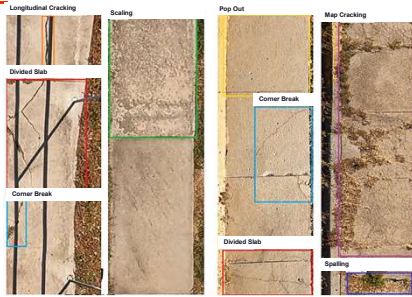 Longitudinal Cracking
Divided Slab
Corner Break
Scaling
Pop Out
Corner Break
Divided Slab
Map Cracking
Spalling